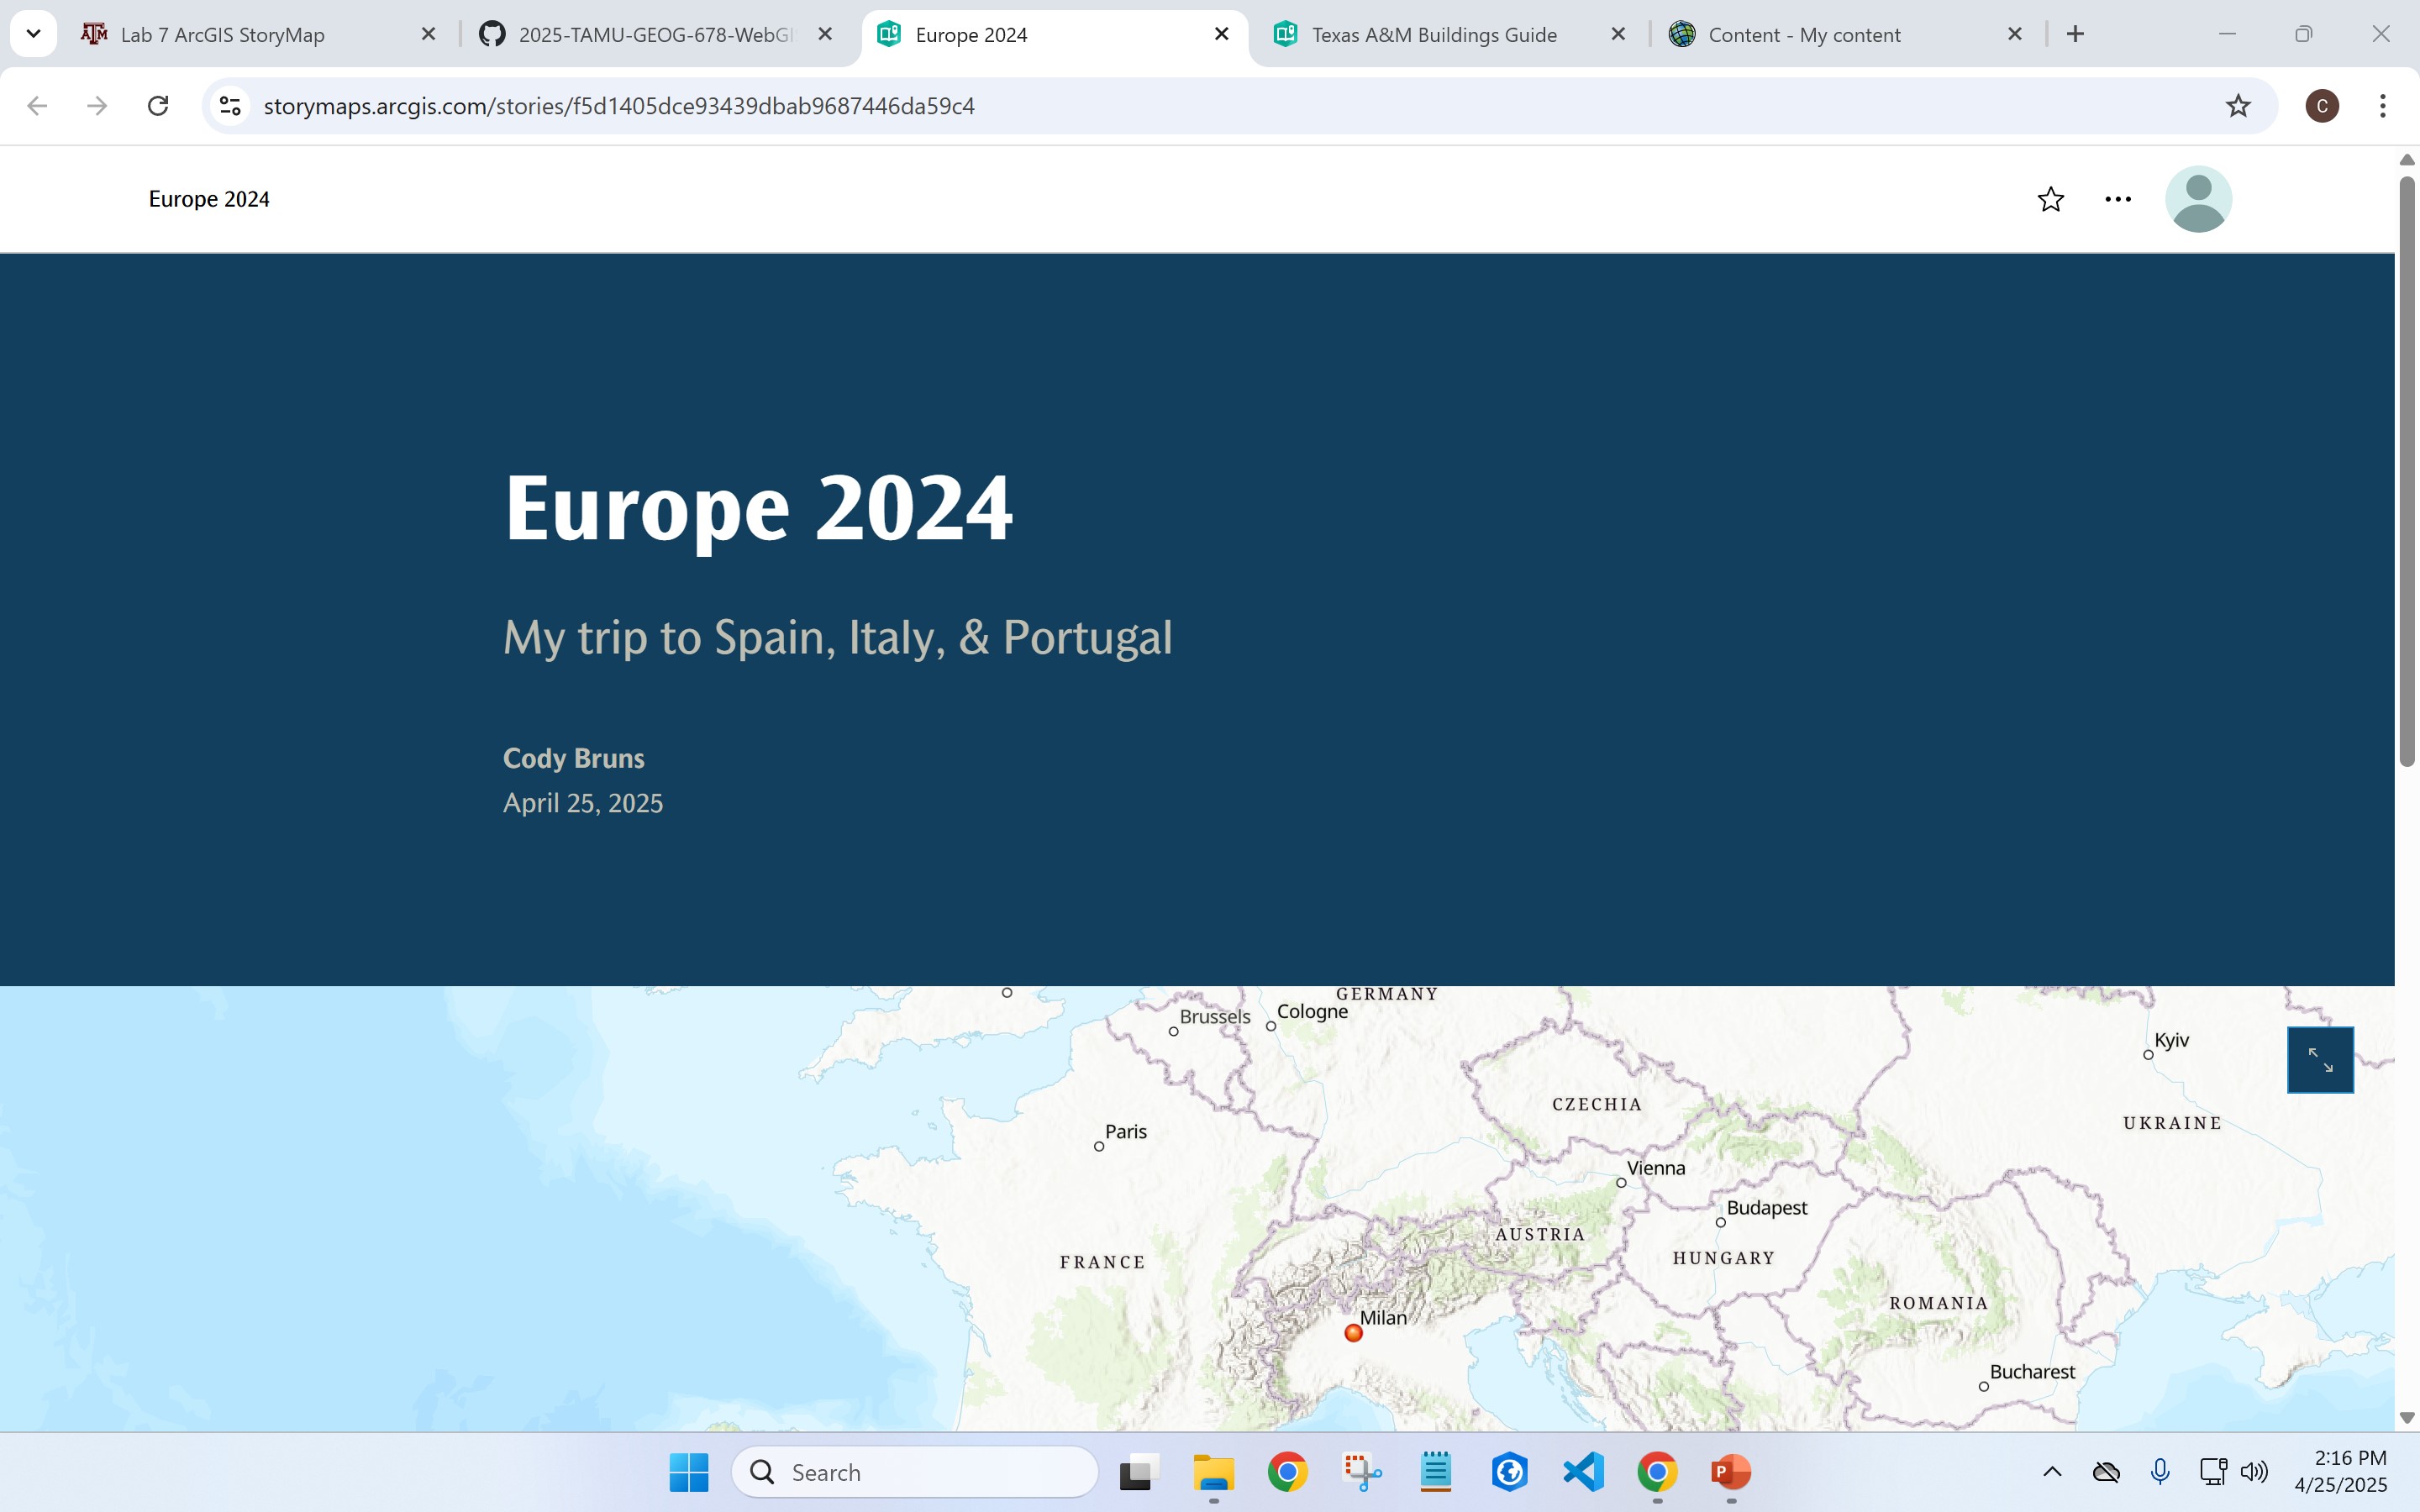 Lab 7 ArcGIS StoryMap
2025-TAMU-GEOG-678-WebGI
Europe 2024
Texas A&M Buildings Guide
Content - My content
storymaps.arcgis.com/stories/f5d1405dce93439dbab9687446da59c4
C
Europe 2024
Europe 2024
My trip to Spain, Italy, & Portugal
Cody Bruns
April 25, 2025
GERMANY
Brussels
Cologne
Kyiv
CZECHIA
UKRAINE
Paris
Vienna
Budapest
AUSTRIA
HUNGARY
FRANCE
ROMANIA
Milan
Bucharest
Search
P
2:16 PM
4/25/2025